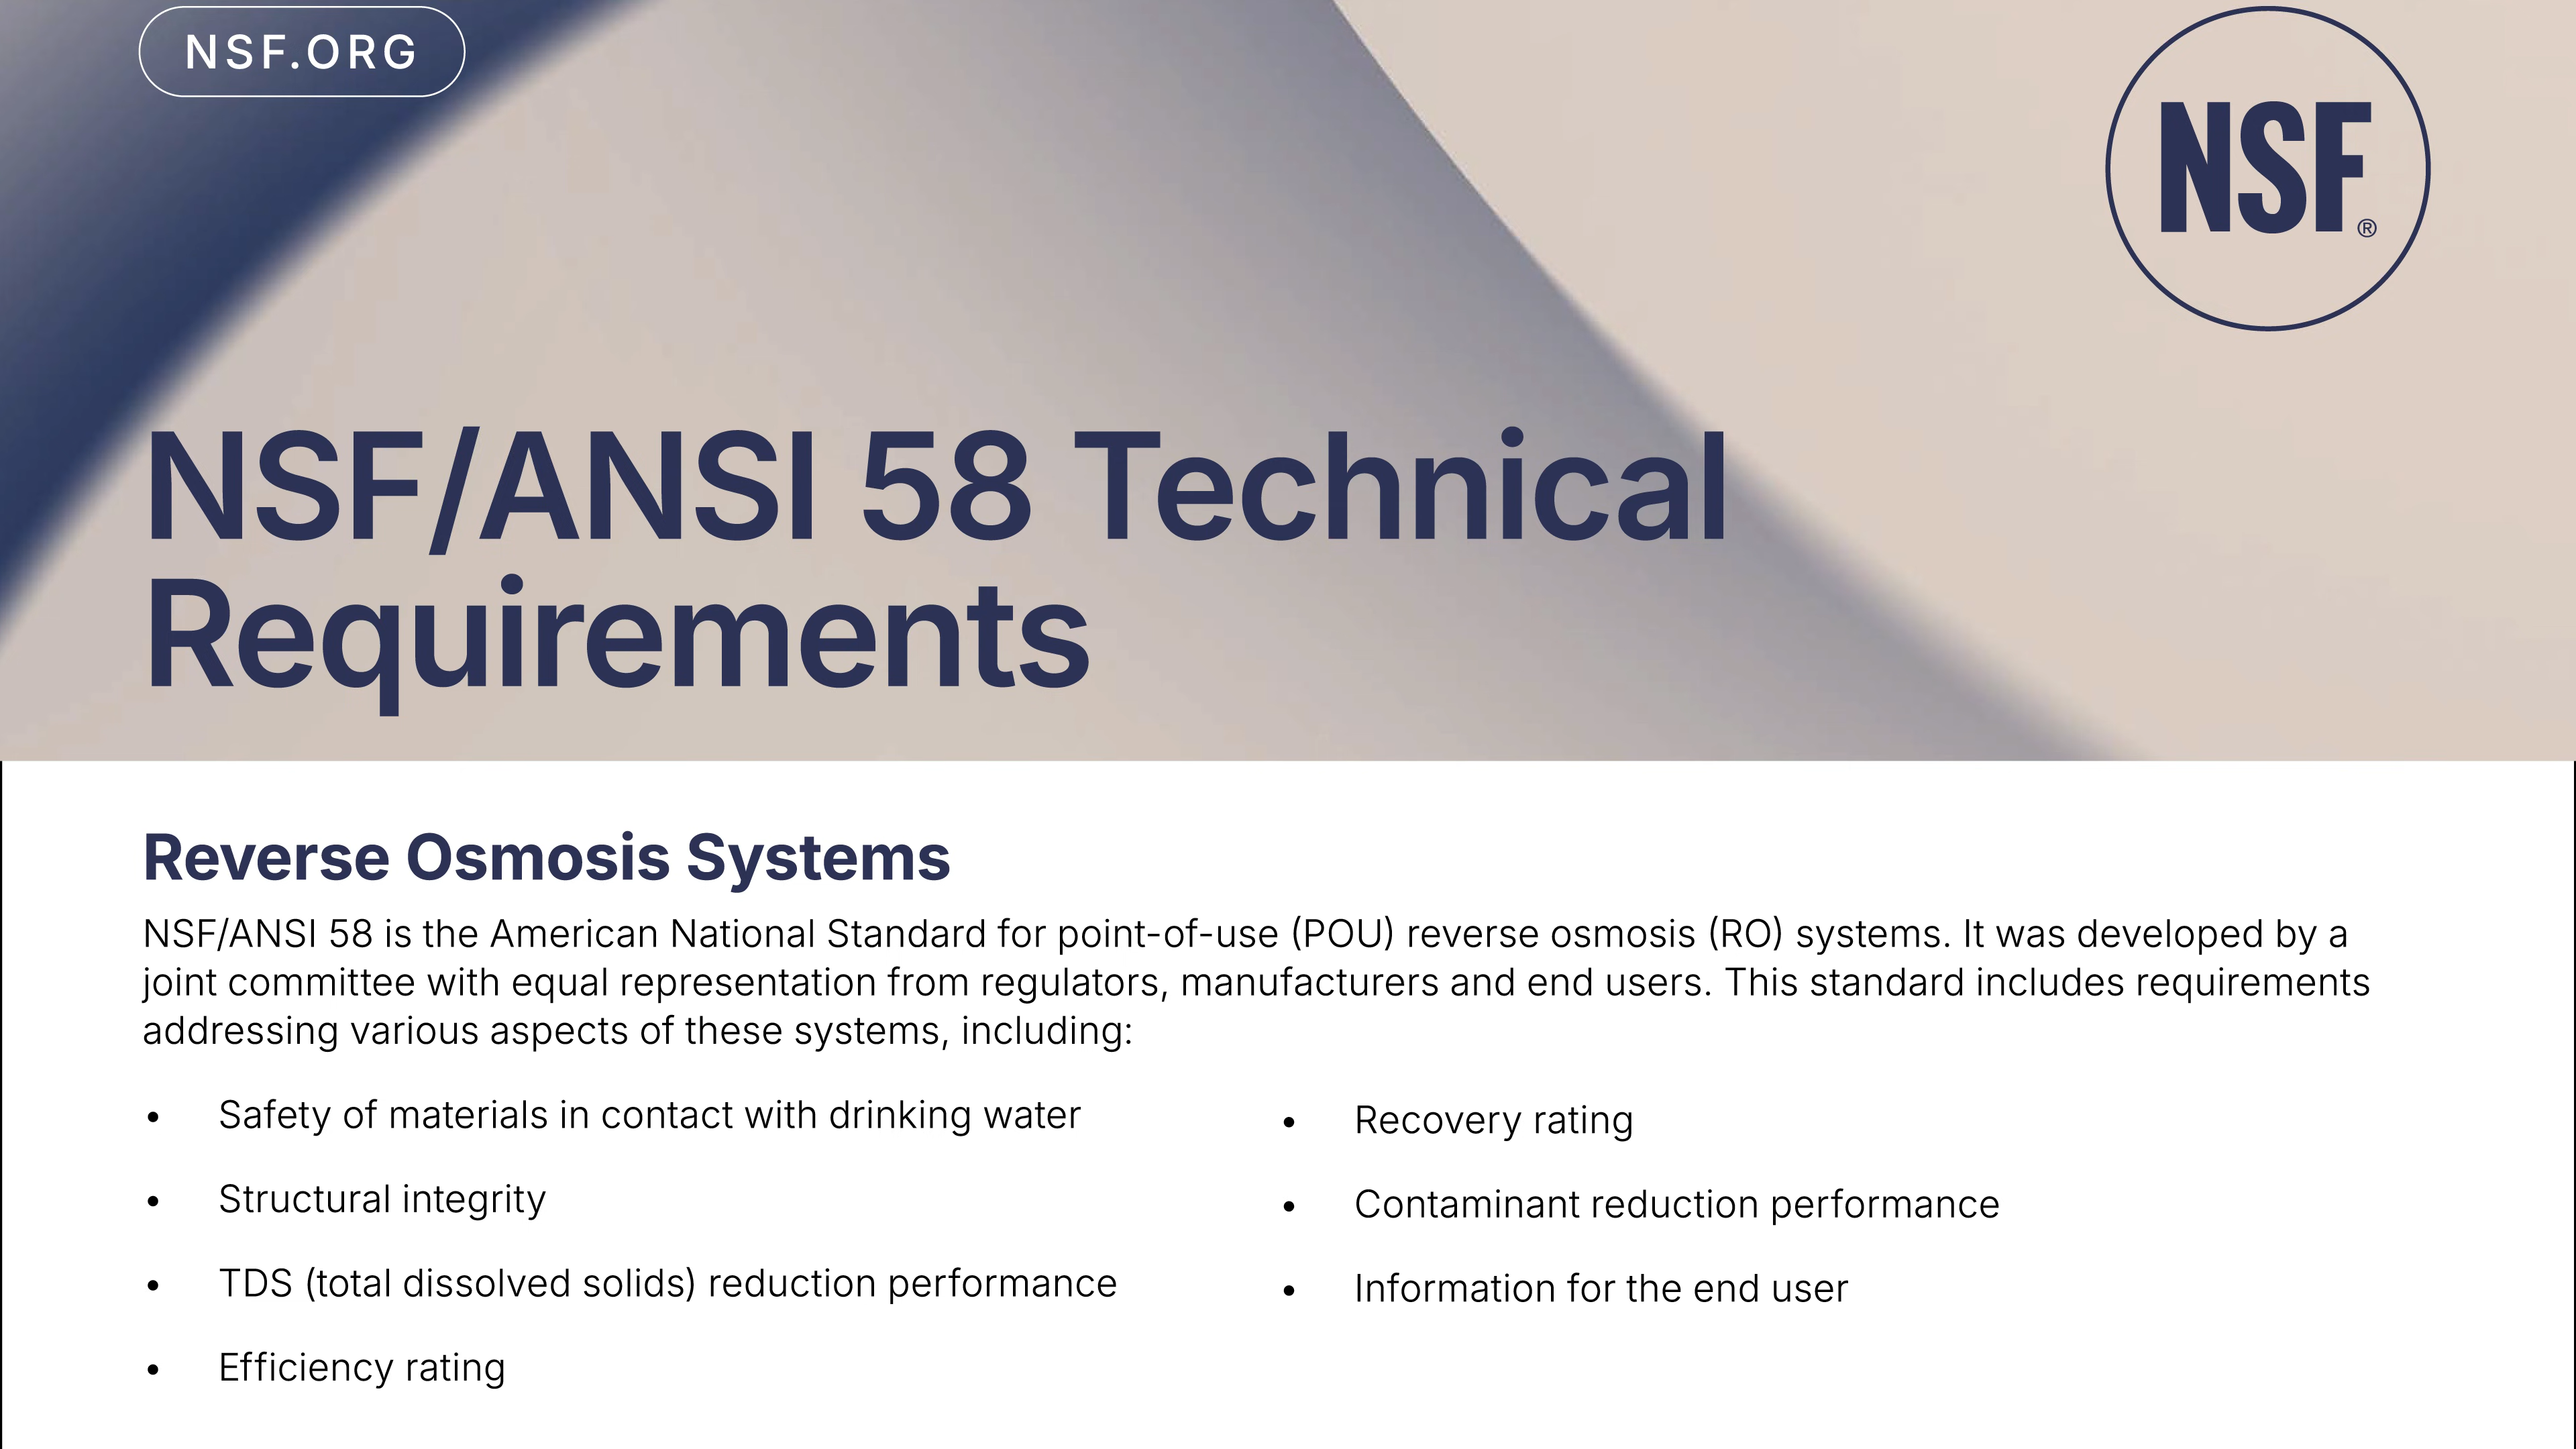 NSF.ORG
NSF®
NSF/ANSI 58 Technical
Requirements
Reverse Osmosis Systems
NSF/ANSI 58 is the American National Standard for point-of-use (POU) reverse osmosis (RO) systems. It was developed by a
joint committee with equal representation from regulators, manufacturers and end users. This standard includes requirements
addressing various aspects of these systems, including:
• Safety of materials in contact with drinking water
• Structural integrity
• TDS (total dissolved solids) reduction performance
• Efficiency rating
• Recovery rating
• Contaminant reduction performance
• Information for the end user